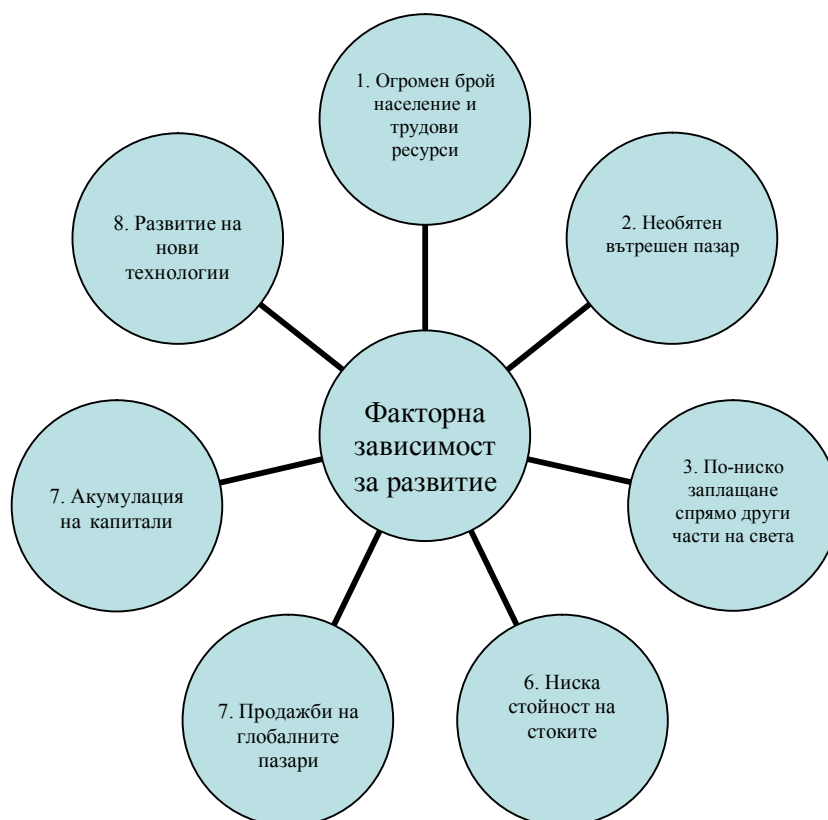 1. Огромен брой
население и
трудови
ресурси
2. Необятен
вътрешен пазар
3. По-ниско
заплащане
спрямо други
части на света
6. Ниска
стойност на
стоките
7. Продажби на
глобалните
пазари
7. Акумулация
на капитали
8. Развитие на
нови
технологии
Факторна
зависимост
за развитие